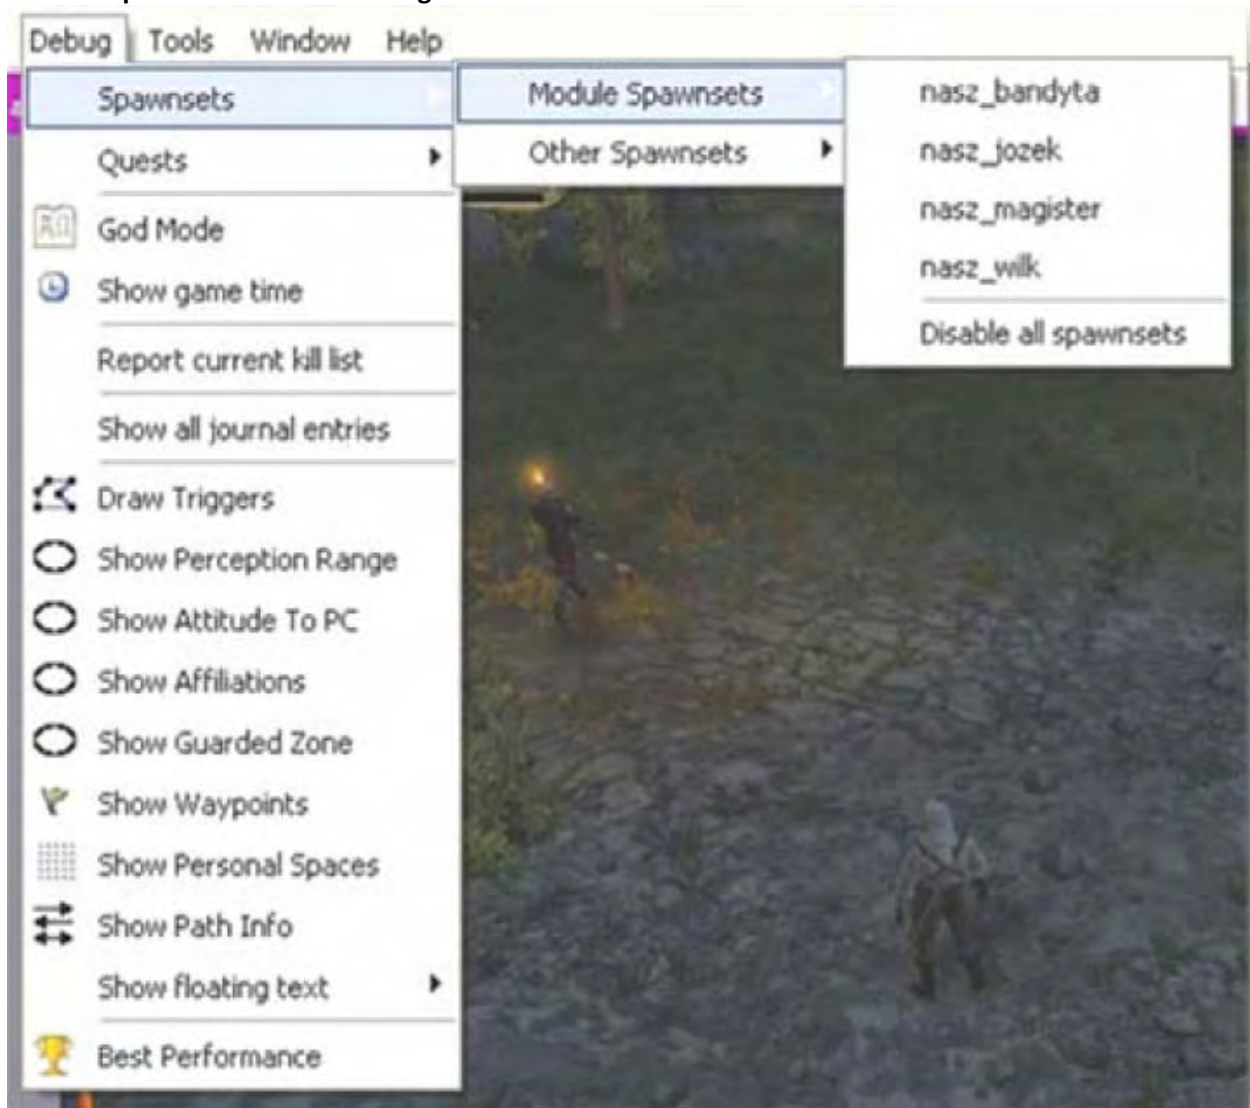 Debug Tools Window Help
Spawnsets
Quests
God Mode
Show game time
Report current kill list
Show all journal entries
Draw Triggers
Show Perception Range
Show Attitude To PC
Show Affiliations
Show Guarded Zone
Show Waypoints
Show Personal Spaces
Show Path Info
Show floating text
Best Performance
Module Spawnsets
Other Spawnsets
nasz_bandyta
nasz_jozek
nasz_magister
nasz_wilk
Disable all spawnsets